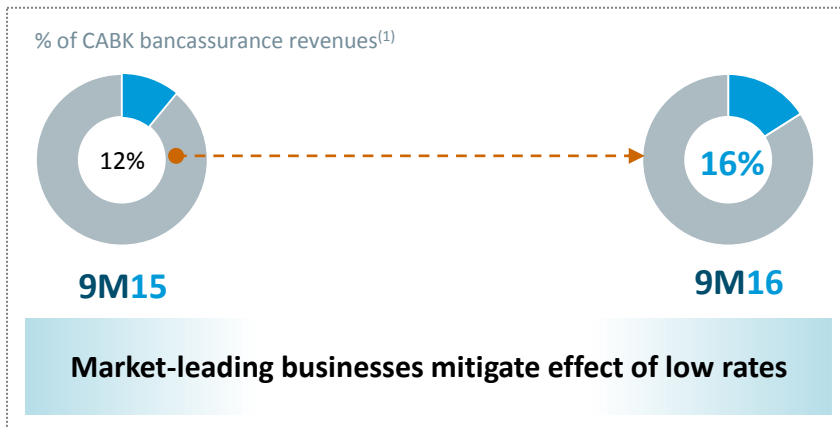 % of CABK bancassurance revenues(1)
12%
16%
9M15
9M16
Market-leading businesses mitigate effect of low rates